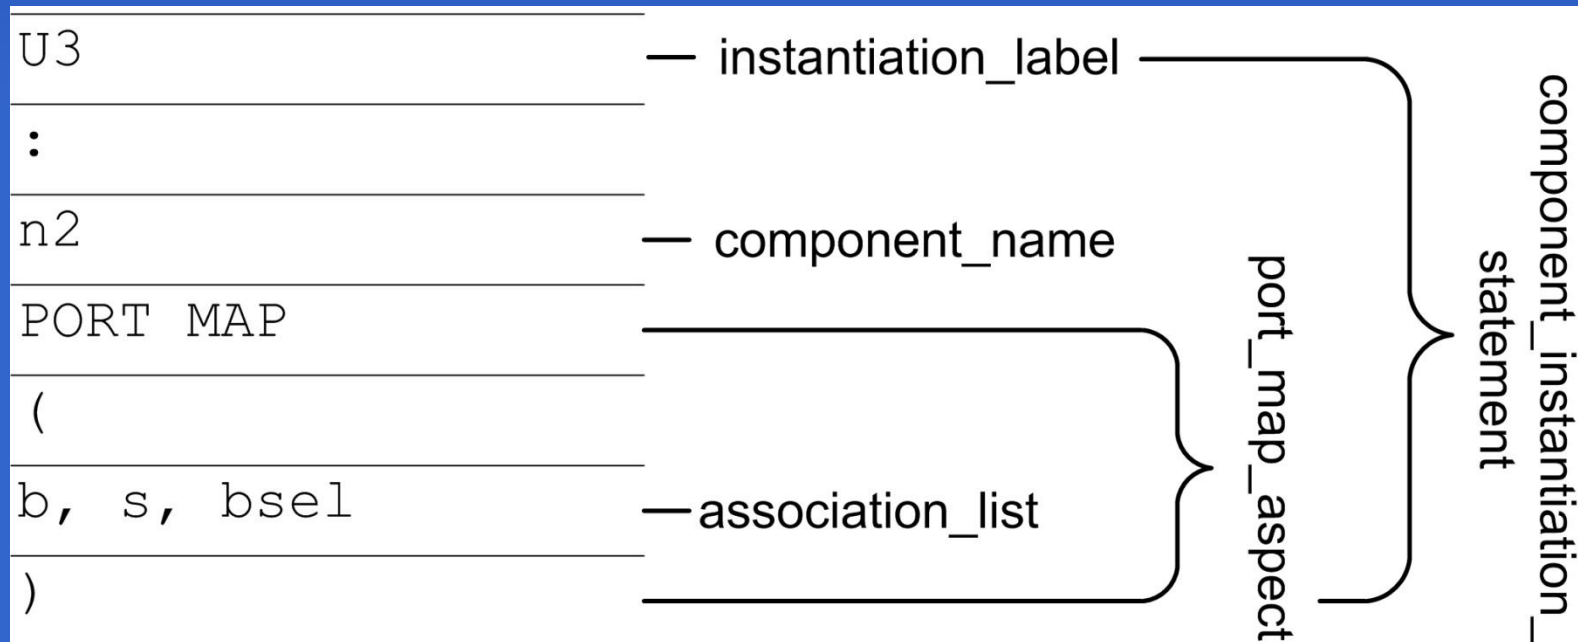 U3
instantiation_label
:
n2
component_name
PORT MAP
(
b, s, bsel
association_list
)
port_map_aspect
component_instantiation_
statement